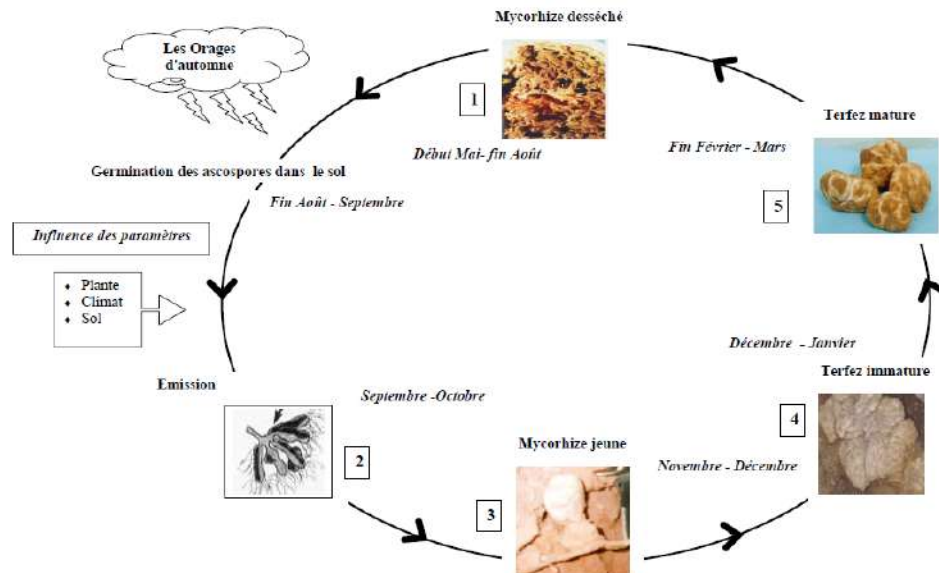 Mycorhize desséché
Les Orages
d'automne
1
Début Mai- fin Août
Fin Février - Mars
Terfez mature
5
Germination des ascospores dans le sol
Fin Août - Septembre
Influence des paramètres
♦ Plante
♦ Climat
♦ Sol
Emission
Septembre -Octobre
2
Mycorhize jeune
3
Novembre - Décembre
Décembre - Janvier
Terfez immature
4